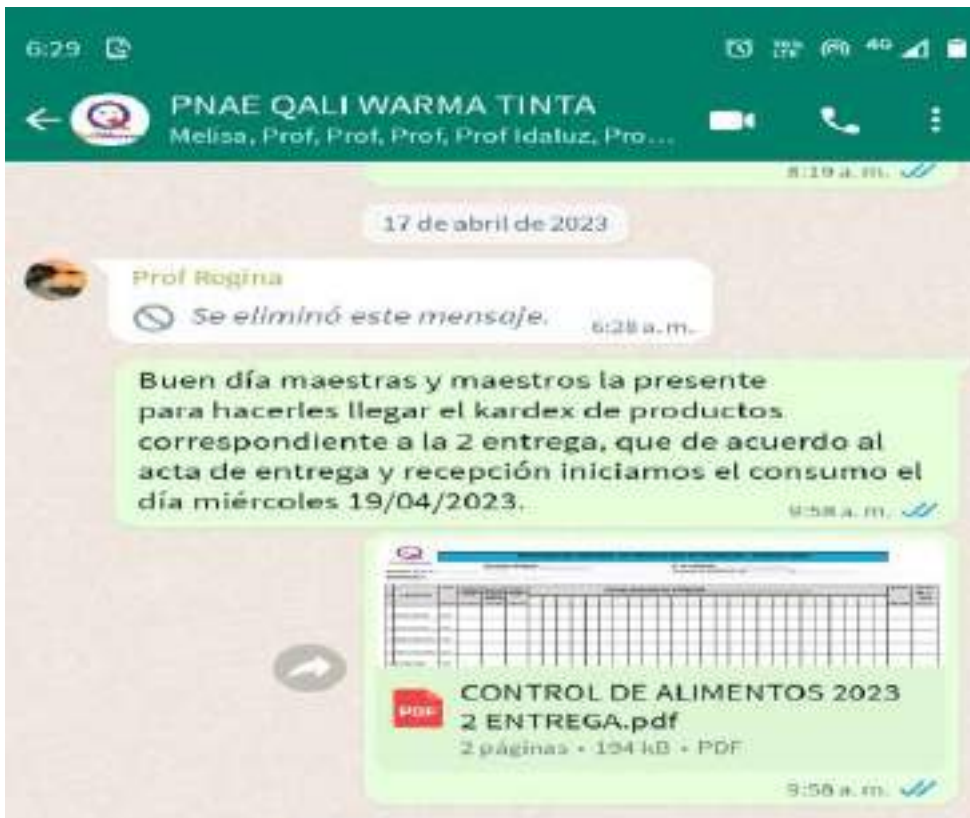 6:29
4G
PNAE QALI WARMA TINTA
Melisa, Prof, Prof, Prof, Prof Idaluz, Pro...
8:19 a. m.
17 de abril de 2023
Prof Rogina
Se eliminó este mensaje.
6:28 a. m.
Buen día maestras y maestros la presente
para hacerles llegar el kardex de productos
correspondiente a la 2 entrega, que de acuerdo al
acta de entrega y recepción iniciamos el consumo el
día miércoles 19/04/2023.
9:58 a. m.
PDF
CONTROL DE ALIMENTOS 2023
2 ENTREGA.pdf
2 páginas • 194 kB • PDF
9:58 a. m.